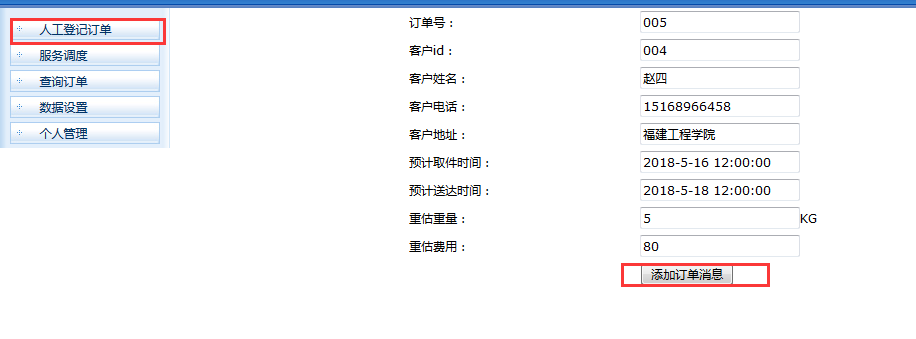 人工登记订单
服务调度
查询订单
数据设置
个人管理
订单号： 005
客户id： 004
客户姓名： 赵四
客户电话： 15168966458
客户地址： 福建工程学院
预计取件时间： 2018-5-16 12:00:00
预计送达时间： 2018-5-18 12:00:00
重估重量： 5 KG
重估费用： 80
添加订单消息